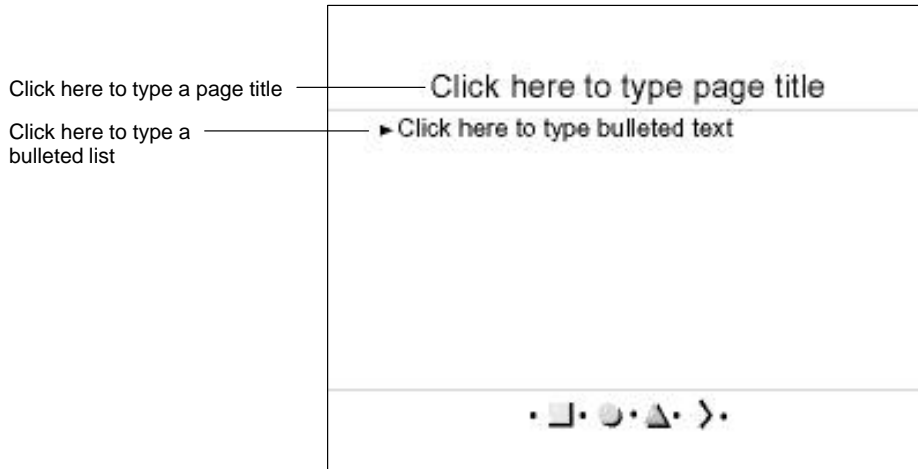 Click here to type a page title
Click here to type page title
Click here to type a
bulleted list
►Click here to type bulleted text